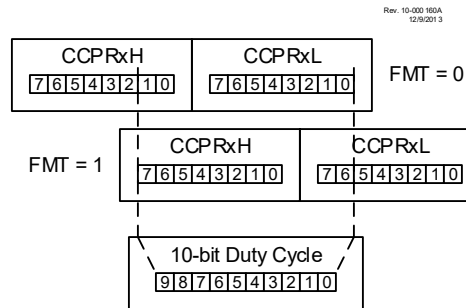 Rev. 10-000 160A
12/9/201 3
CCPRxH CCPRxL
7 6 5 4 3 2 1 0 7 6 5 4 3 2 1 0 FMT = 0
CCPRxH CCPRxL
FMT = 1 7 6 5 4 3 2 1 0 7 6 5 4 3 2 1 0
10-bit Duty Cycle
9 8 7 6 5 4 3 2 1 0